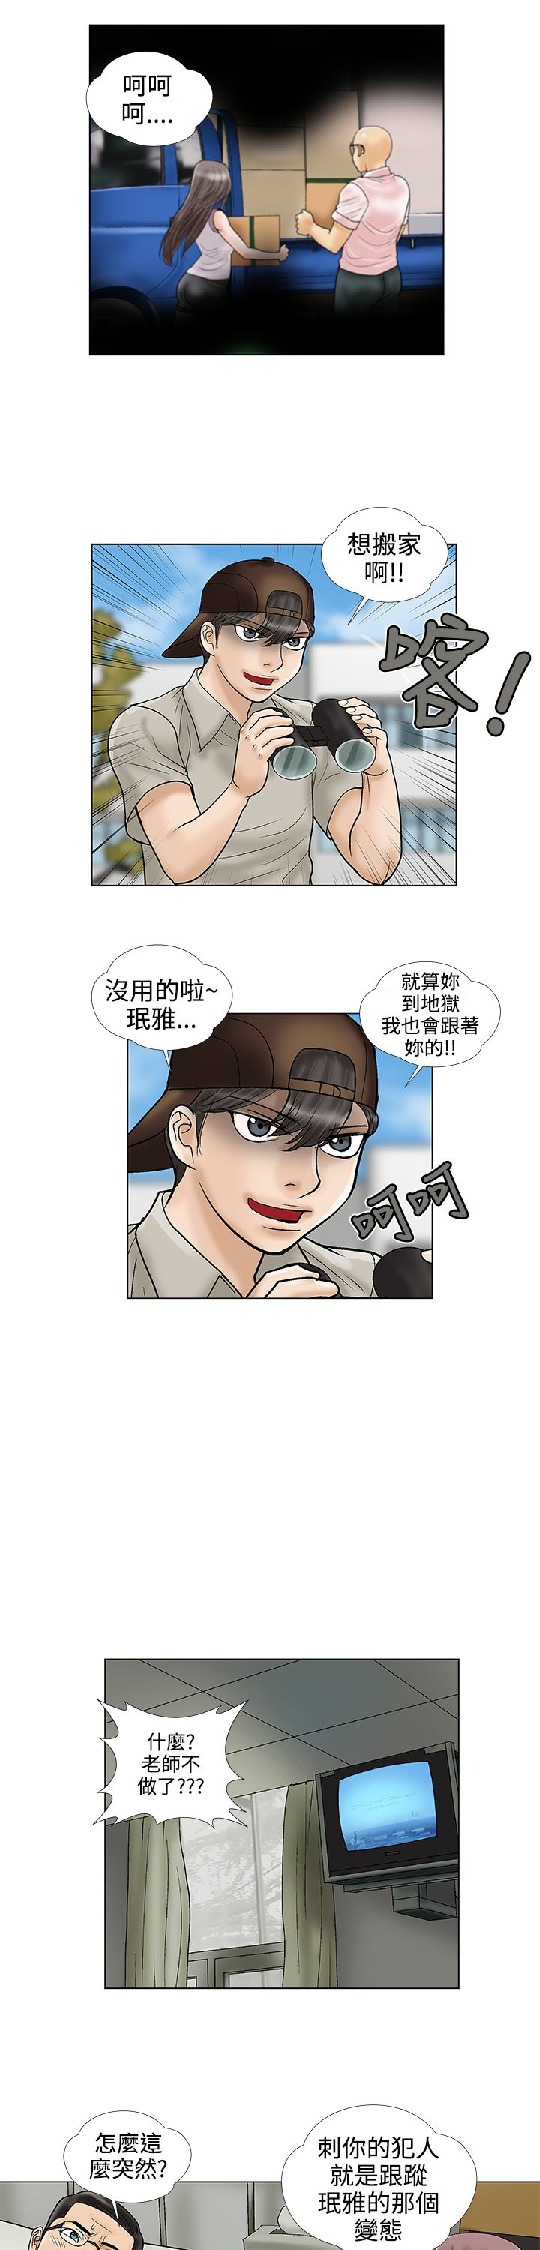 呵呵
呵....
想搬家
啊!!
喀!
沒用的啦~
珉雅...
就算妳
到地獄
我也會跟著
妳的!!
呵呵
什麼?
老師不
做了???
怎麼這
麼突然?
刺你的犯人
就是跟蹤
珉雅的那個
變態